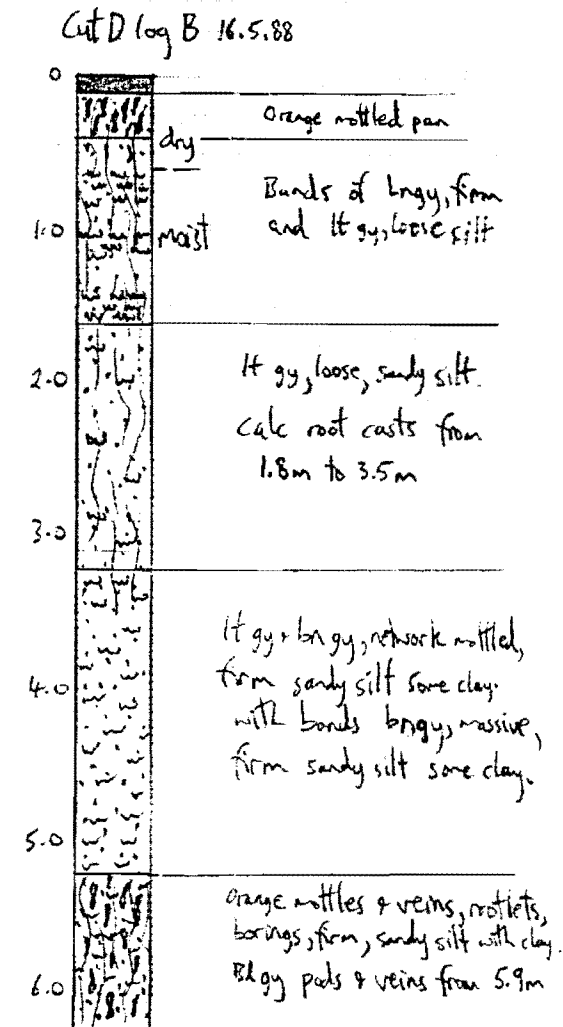 Cut D log B 16.5.88
0
Orange mottled pan
dry
Bands of bngy, firm
and lt gy, loose silt
1.0
moist
2.0
lt gy, loose, sandy silt.
calc root casts from
1.8m to 3.5m
3.0
lt gy & bn gy, network mottled,
firm sandy silt some clay.
4.0
with bands bngy, massive,
firm sandy silt some clay.
5.0
Orange mottles & veins, rootlets,
borings, firm, sandy silt with clay.
Bl gy pods & veins from 5.9m
6.0